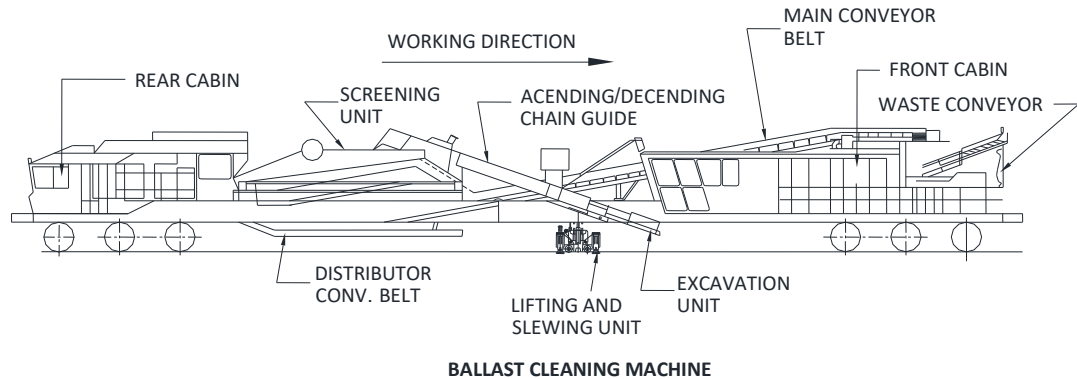 MAIN CONVEYOR
BELT
WORKING DIRECTION
REAR CABIN
SCREENING
UNIT
ACENDING/DECENDING
CHAIN GUIDE
FRONT CABIN
WASTE CONVEYOR
DISTRIBUTOR
CONV. BELT
LIFTING AND
SLEWING UNIT
EXCAVATION
UNIT
BALLAST CLEANING MACHINE